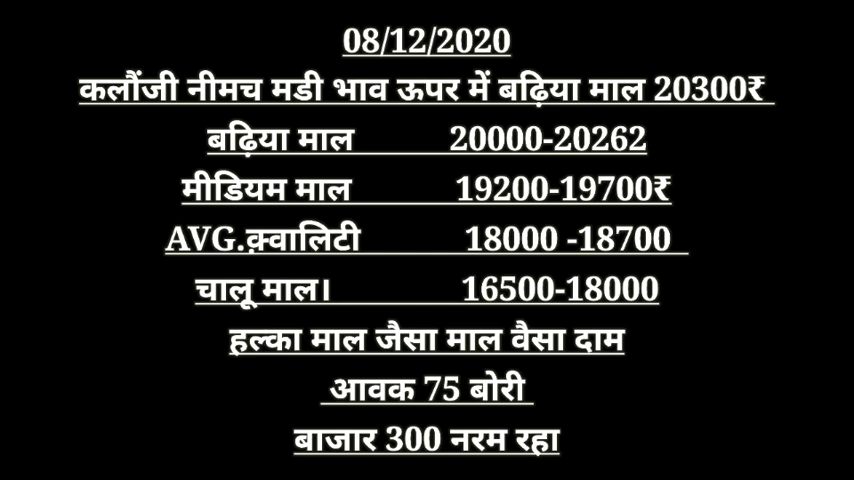 08/12/2020
कलौंजी नीमच मडी भाव ऊपर में बढ़िया माल 20300₹
बढ़िया माल 20000-20262
मीडियम माल 19200-19700₹
AVG.क़्वालिटी 18000 -18700
चालू माल। 16500-18000
हल्का माल जैसा माल वैसा दाम
आवक 75 बोरी
बाजार 300 नरम रहा